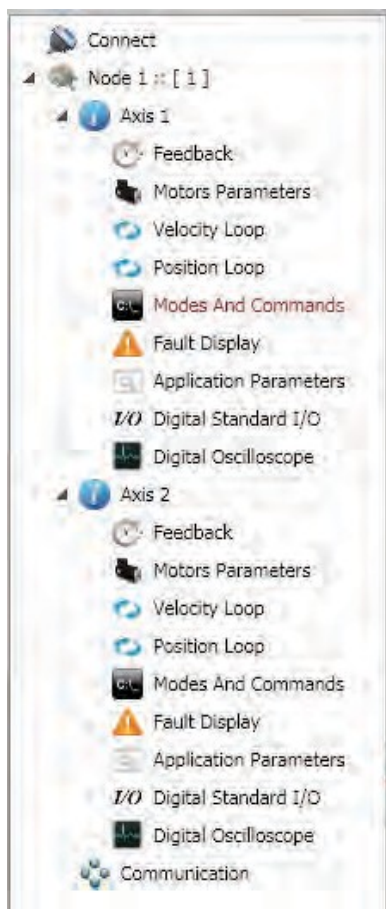 Connect
Node 1 :: [ 1 ]
Axis 1
Feedback
Motors Parameters
Velocity Loop
Position Loop
C:\ Modes And Commands
Fault Display
Application Parameters
I/O Digital Standard I/O
Digital Oscilloscope
Axis 2
Feedback
Motors Parameters
Velocity Loop
Position Loop
C:\ Modes And Commands
Fault Display
Application Parameters
I/O Digital Standard I/O
Digital Oscilloscope
Communication